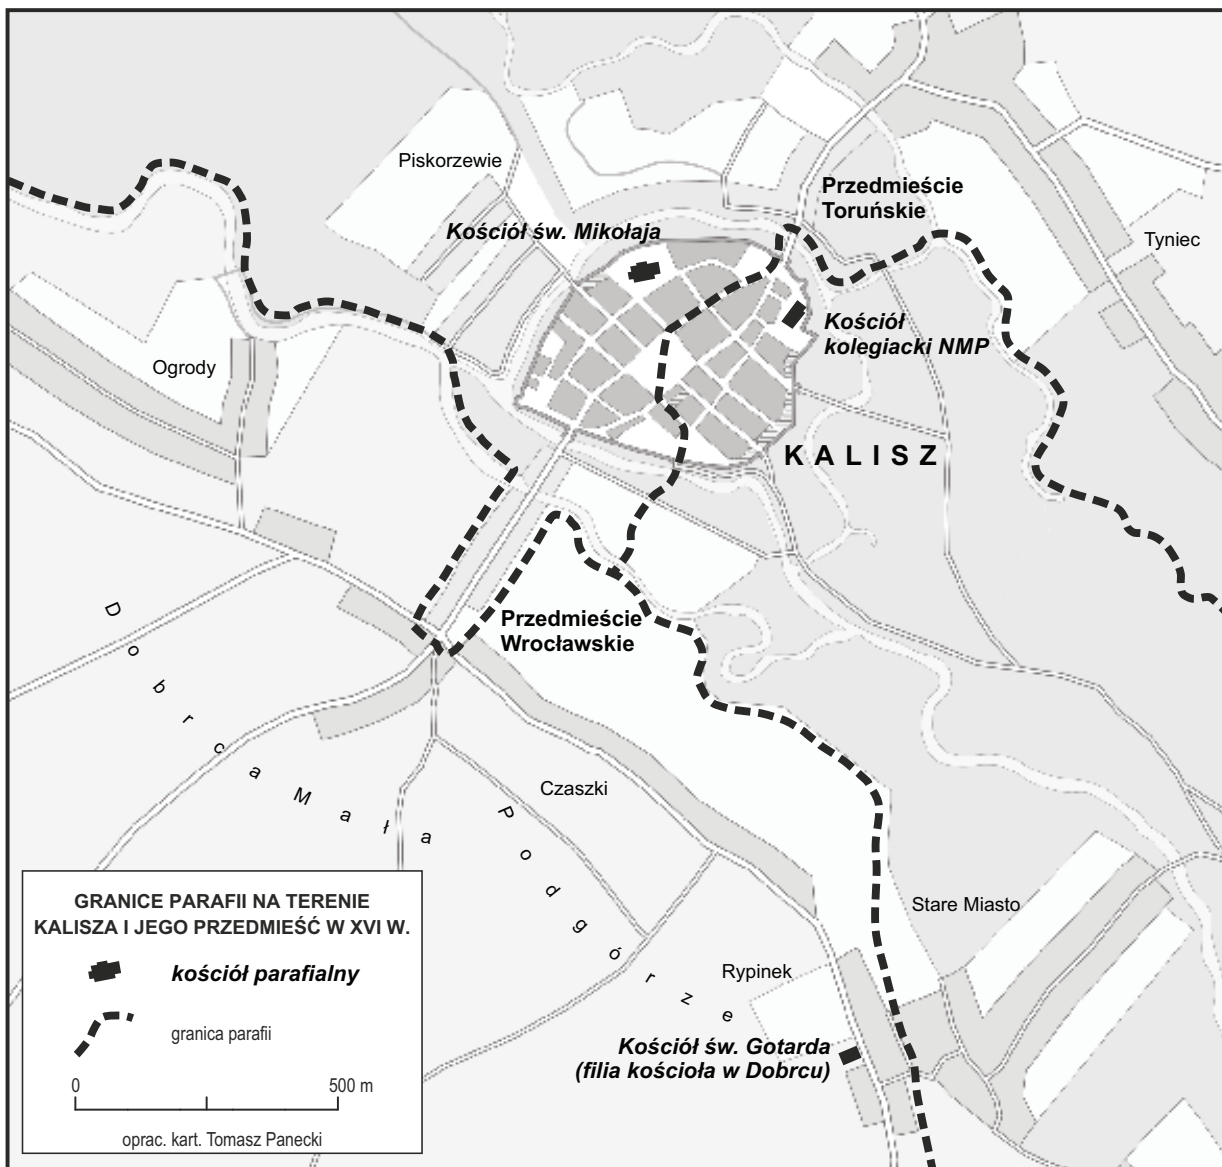 Piskorzewie
Przedmieście
Toruńskie
Kościół św. Mikołaja
Tyniec
Kościół
kolegiacki NMP
Ogrody
KALISZ
Dobrzec Mała
Przedmieście
Wrocławskie
Czaszki
Podgórze
Stare Miasto
Rypinek
Kościół św. Gotarda
(filia kościoła w Dobrcu)
GRANICE PARAFII NA TERENIE
KALISZA I JEGO PRZEDMIEŚĆ W XVI W.
kościół parafialny
granica parafii
0 500 m
oprac. kart. Tomasz Panecki